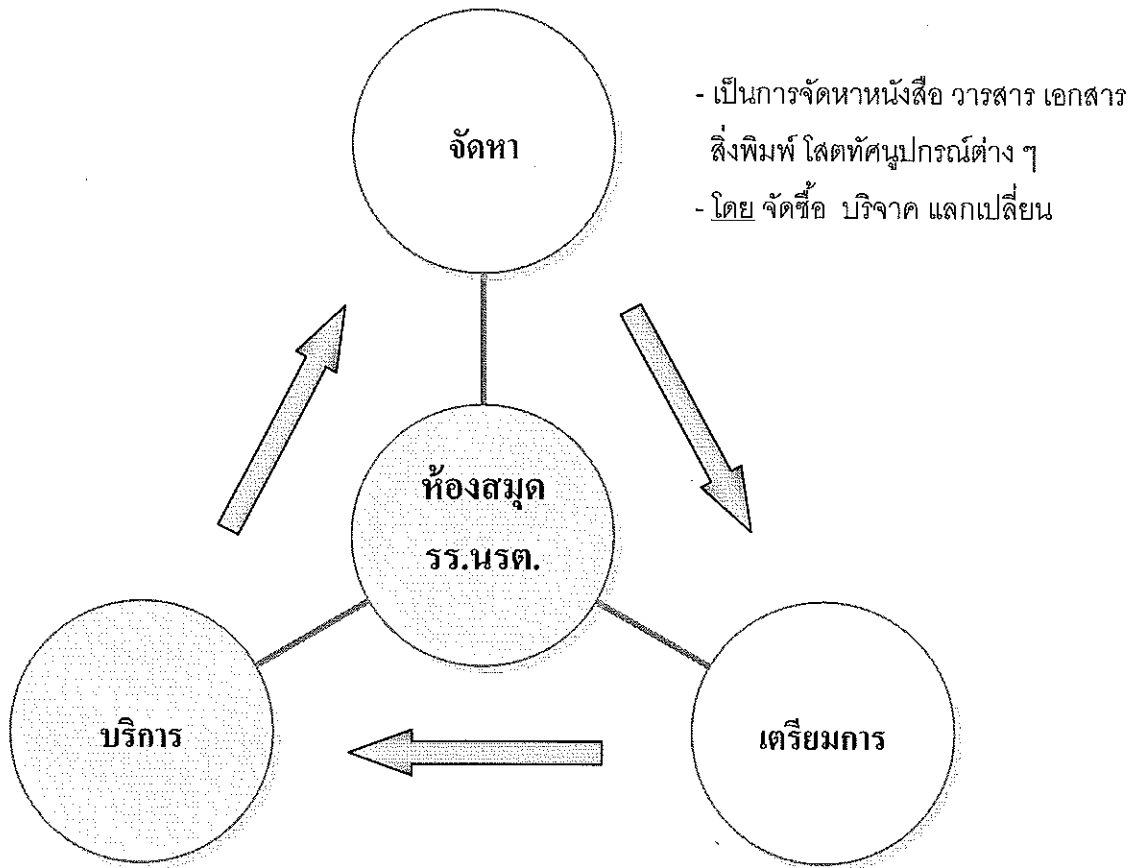 จัดหา
- เป็นการจัดหาหนังสือ วารสาร เอกสาร
สิ่งพิมพ์ โสตทัศนูปกรณ์ต่าง ๆ
- โดย จัดซื้อ บริจาค แลกเปลี่ยน
ห้องสมุด
รร.นรต.
บริการ
เตรียมการ